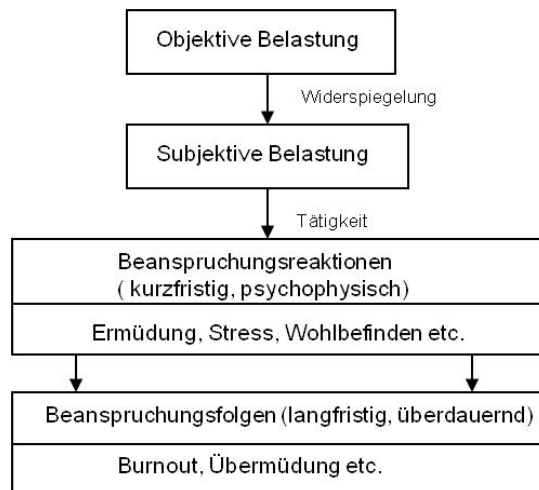 Objektive Belastung
Widerspiegelung
Subjektive Belastung
Tätigkeit
Beanspruchungsreaktionen
( kurzfristig, psychophysisch)
Ermüdung, Stress, Wohlbefinden etc.
Beanspruchungsfolgen (langfristig, überdauernd)
Burnout, Übermüdung etc.